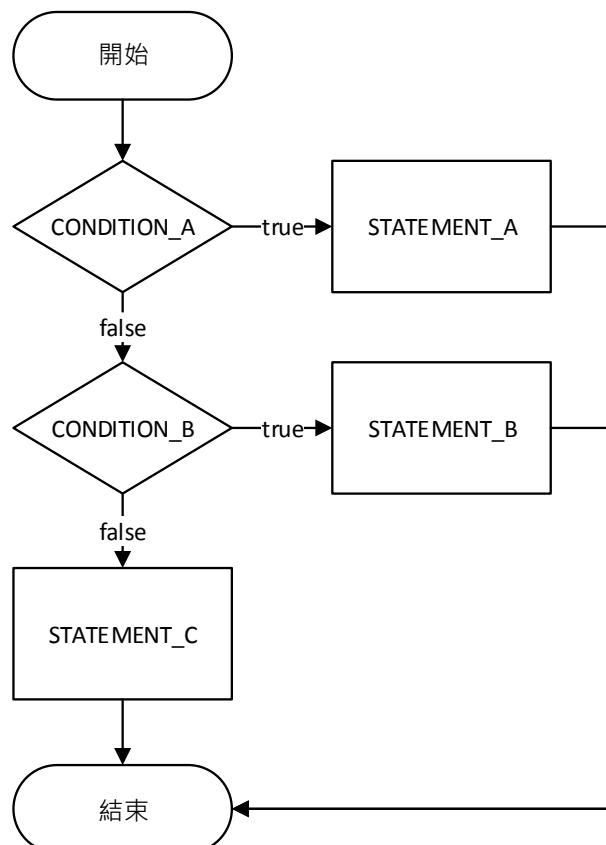 開始
CONDITION_A
true
STATEMENT_A
false
CONDITION_B
true
STATEMENT_B
false
STATEMENT_C
結束